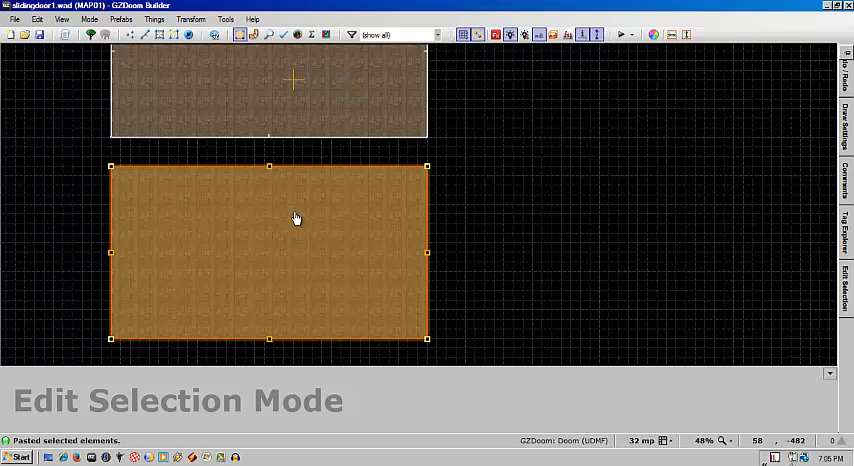 slidingdoor1.wad (MAP01) - GZDoom Builder
File Edit View Mode Prefabs Things Transform Tools Help
(show all)
Draw Settings
Comments
Tag Explorer
Edit Selection
Edit Selection Mode
Pasted selected elements.
GZDoom: Doom (UDMF) 32 mp 48% 58 , -482 0
Start 7:05 PM